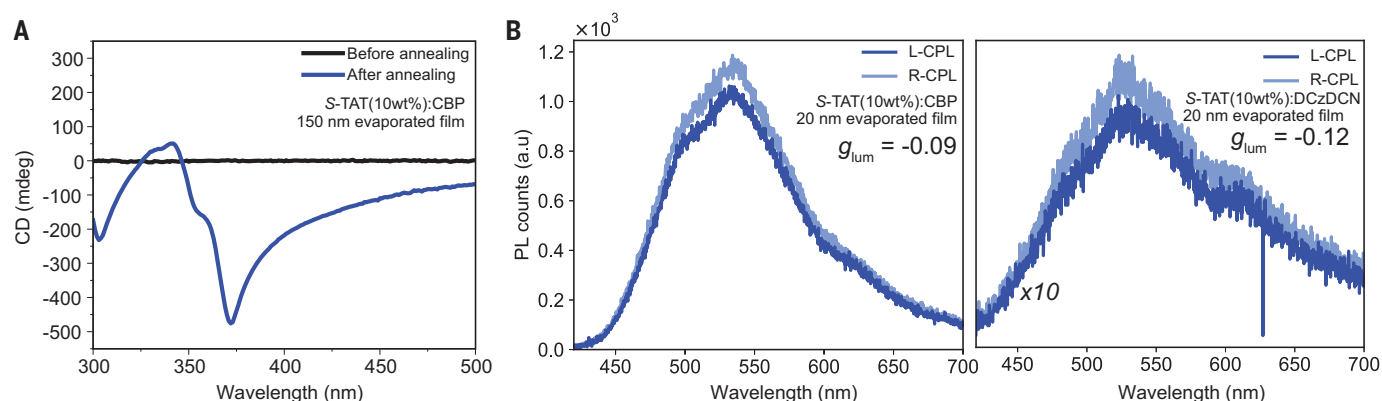 A
CD (mdeg)
300
200
100
0
-100
-200
-300
-400
-500
Before annealing
After annealing
S-TAT(10wt%):CBP
150 nm evaporated film
300 350 400 450 500
Wavelength (nm)
B
×10³
PL counts (a.u)
1.2
1.0
0.8
0.6
0.4
0.2
0.0
L-CPL
R-CPL
S-TAT(10wt%):CBP
20 nm evaporated film
glum = -0.09
450 500 550 600 650 700
Wavelength (nm)
L-CPL
R-CPL
S-TAT(10wt%):DCzDCN
20 nm evaporated film
glum = -0.12
x10
450 500 550 600 650 700
Wavelength (nm)